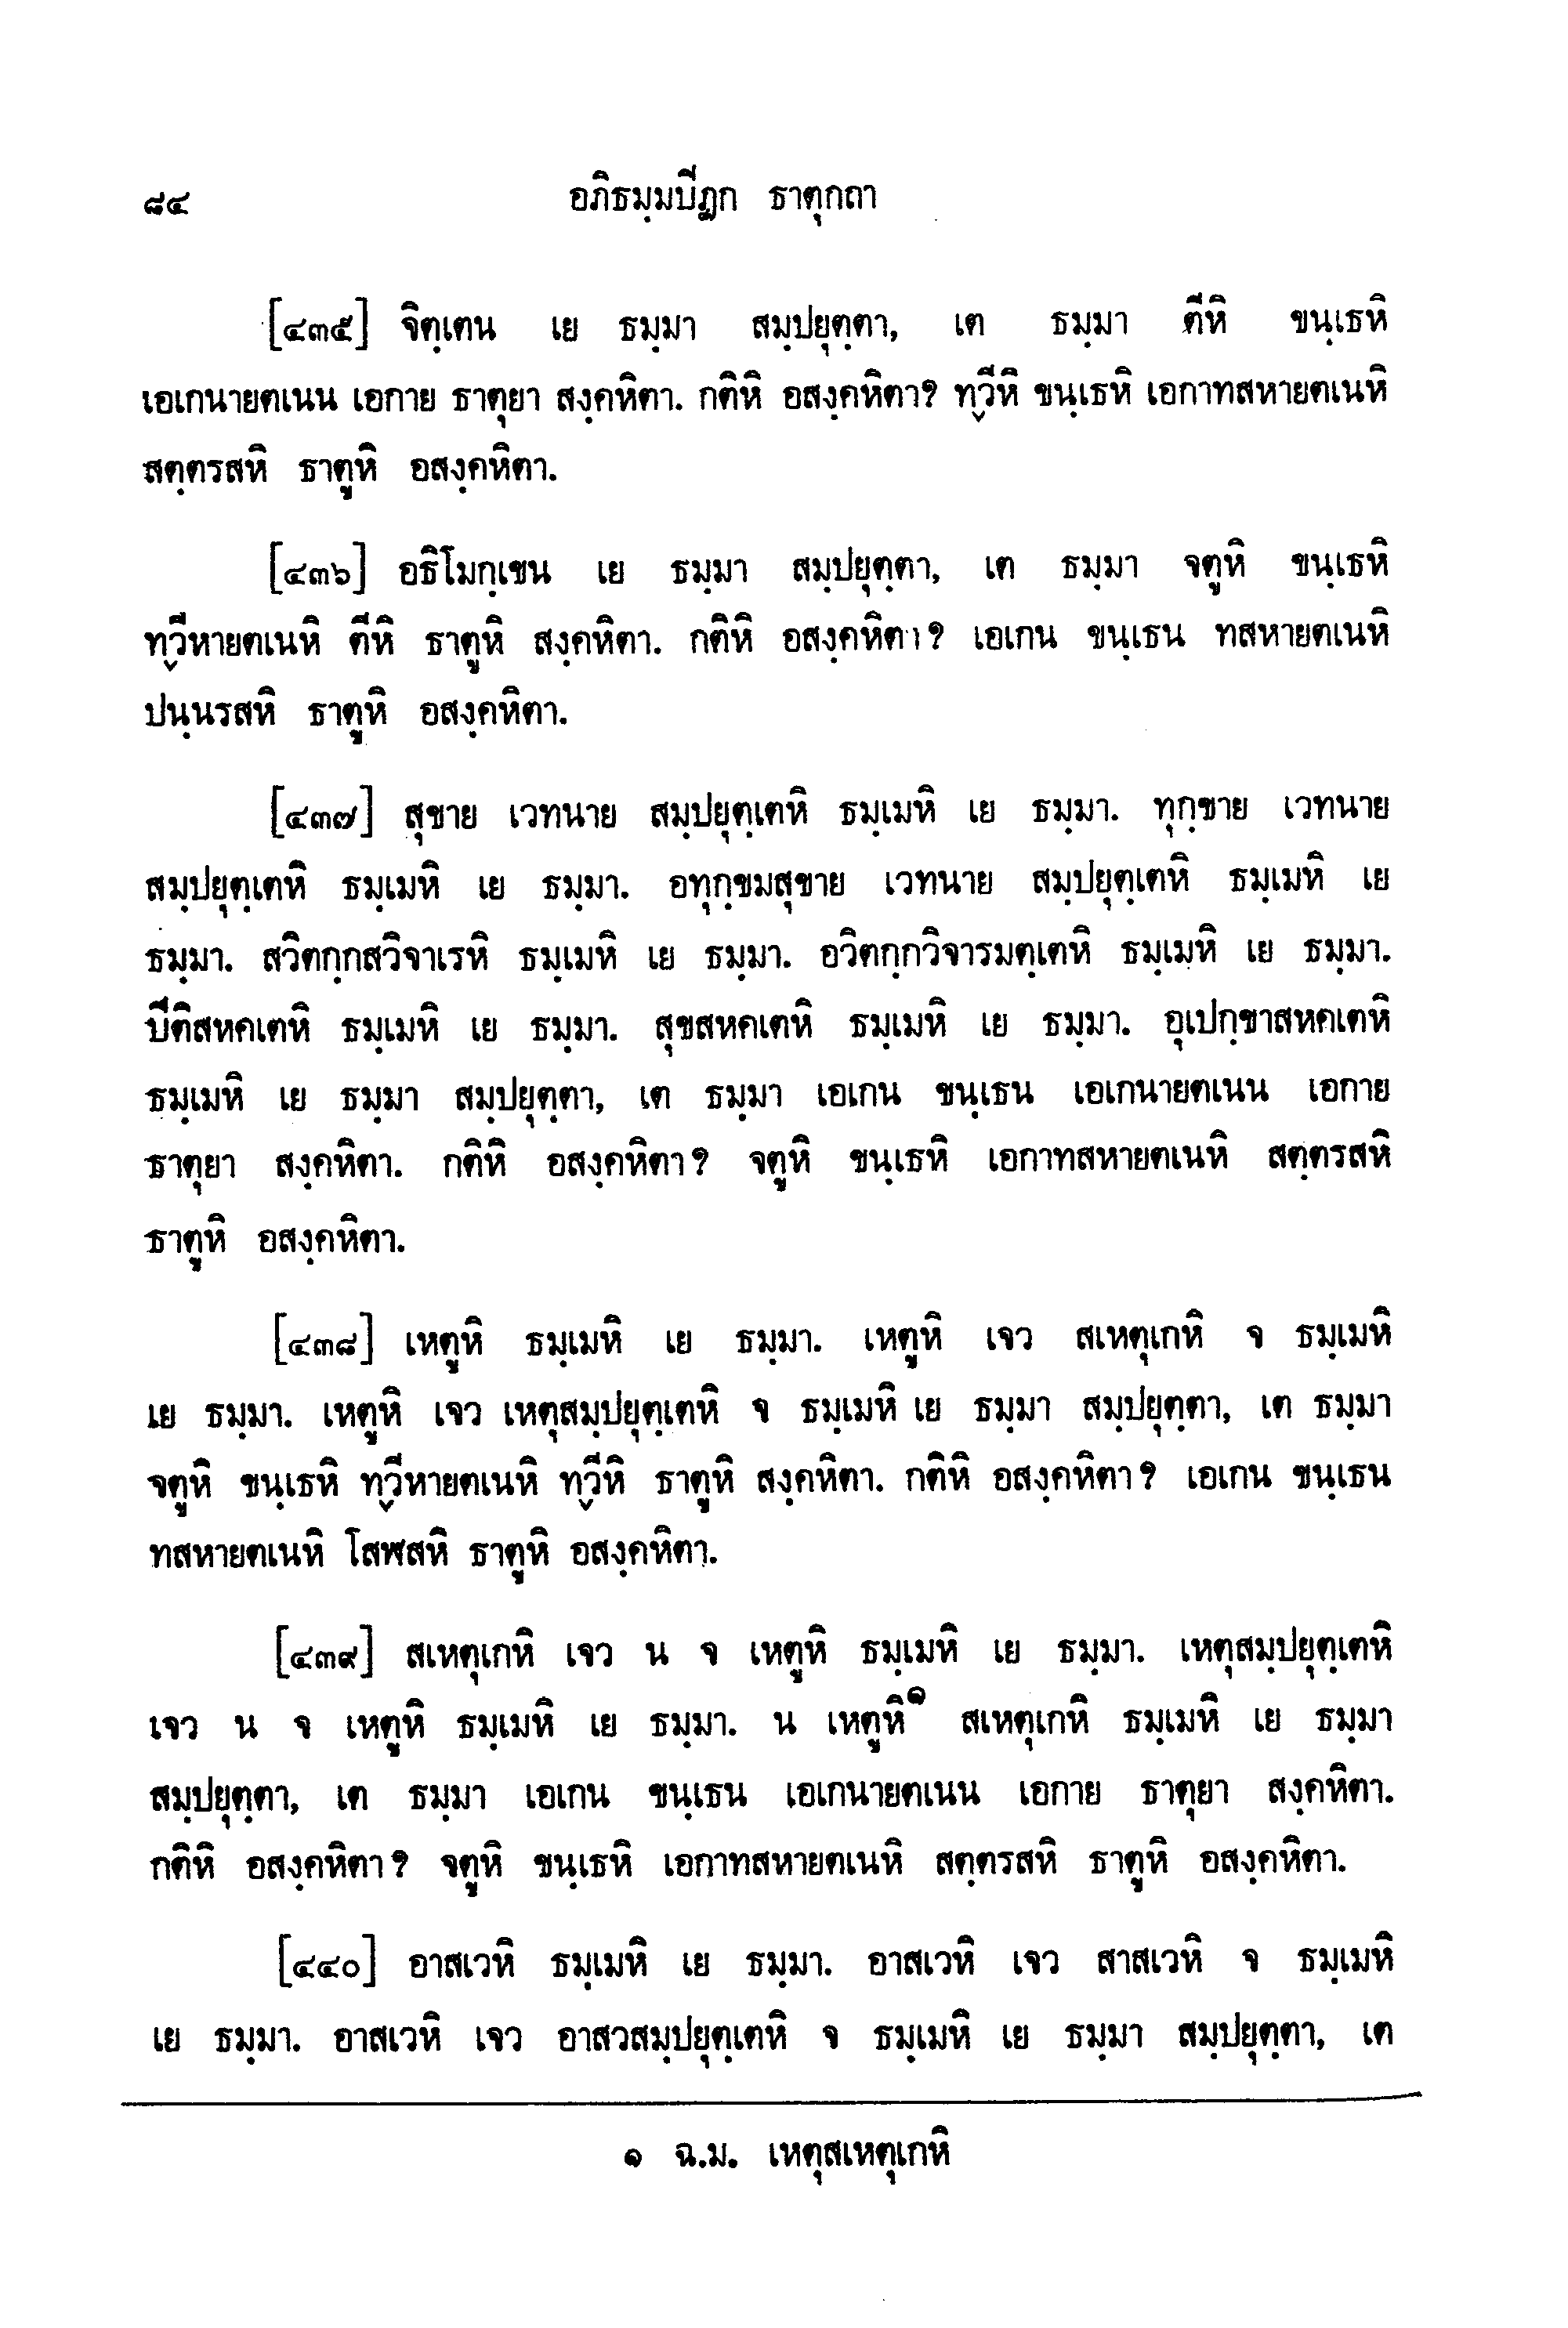 ๘๔ อภิธมฺมปิฏก ธาตุกถา
[๔๓๕] จิตฺเตน เย ธมฺมา สมฺปยุตฺตา, เต ธมฺมา ตีหิ ขนฺเธหิ
เอเกนายตเนน เอกาย ธาตุยา สงฺคหิตา. กติหิ อสงฺคหิตา? ทฺวีหิ ขนฺเธหิ เอกาทสหายตเนหิ
สตฺตรสหิ ธาตูหิ อสงฺคหิตา.
[๔๓๖] อธิโมกฺเขน เย ธมฺมา สมฺปยุตฺตา, เต ธมฺมา จตูหิ ขนฺเธหิ
ทฺวีหายตเนหิ ตีหิ ธาตูหิ สงฺคหิตา. กติหิ อสงฺคหิตา? เอเกน ขนฺเธน ทสหายตเนหิ
ปนฺนรสหิ ธาตูหิ อสงฺคหิตา.
[๔๓๗] สุขาย เวทนาย สมฺปยุตฺเตหิ ธมฺเมหิ เย ธมฺมา. ทุกฺขาย เวทนาย
สมฺปยุตฺเตหิ ธมฺเมหิ เย ธมฺมา. อทุกฺขมสุขาย เวทนาย สมฺปยุตฺเตหิ ธมฺเมหิ เย
ธมฺมา. สวิตกฺกสวิจาเรหิ ธมฺเมหิ เย ธมฺมา. อวิตกฺกวิจารมตฺเตหิ ธมฺเมหิ เย ธมฺมา.
ปีติสหคเตหิ ธมฺเมหิ เย ธมฺมา. สุขสหคเตหิ ธมฺเมหิ เย ธมฺมา. อุเปกฺขาสหคเตหิ
ธมฺเมหิ เย ธมฺมา สมฺปยุตฺตา, เต ธมฺมา เอเกน ขนฺเธน เอเกนายตเนน เอกาย
ธาตุยา สงฺคหิตา. กติหิ อสงฺคหิตา? จตูหิ ขนฺเธหิ เอกาทสหายตเนหิ สตฺตรสหิ
ธาตูหิ อสงฺคหิตา.
[๔๓๘] เหตูหิ ธมฺเมหิ เย ธมฺมา. เหตูหิ เจว สเหตุเกหิ จ ธมฺเมหิ
เย ธมฺมา. เหตูหิ เจว เหตุสมฺปยุตฺเตหิ จ ธมฺเมหิ เย ธมฺมา สมฺปยุตฺตา, เต ธมฺมา
จตูหิ ขนฺเธหิ ทฺวีหายตเนหิ ทฺวีหิ ธาตูหิ สงฺคหิตา. กติหิ อสงฺคหิตา? เอเกน ขนฺเธน
ทสหายตเนหิ โสฬสหิ ธาตูหิ อสงฺคหิตา.
[๔๓๙] สเหตุเกหิ เจว น จ เหตูหิ ธมฺเมหิ เย ธมฺมา. เหตุสมฺปยุตฺเตหิ
เจว น จ เหตูหิ ธมฺเมหิ เย ธมฺมา. น เหตูหิ๑ สเหตุเกหิ ธมฺเมหิ เย ธมฺมา
สมฺปยุตฺตา, เต ธมฺมา เอเกน ขนฺเธน เอเกนายตเนน เอกาย ธาตุยา สงฺคหิตา.
กติหิ อสงฺคหิตา? จตูหิ ขนฺเธหิ เอกาทสหายตเนหิ สตฺตรสหิ ธาตูหิ อสงฺคหิตา.
[๔๔๐] อาสเวหิ ธมฺเมหิ เย ธมฺมา. อาสเวหิ เจว สาสเวหิ จ ธมฺเมหิ
เย ธมฺมา. อาสเวหิ เจว อาสวสมฺปยุตฺเตหิ จ ธมฺเมหิ เย ธมฺมา สมฺปยุตฺตา, เต
๑ ฉ.ม. เหตุสเหตุเกหิ